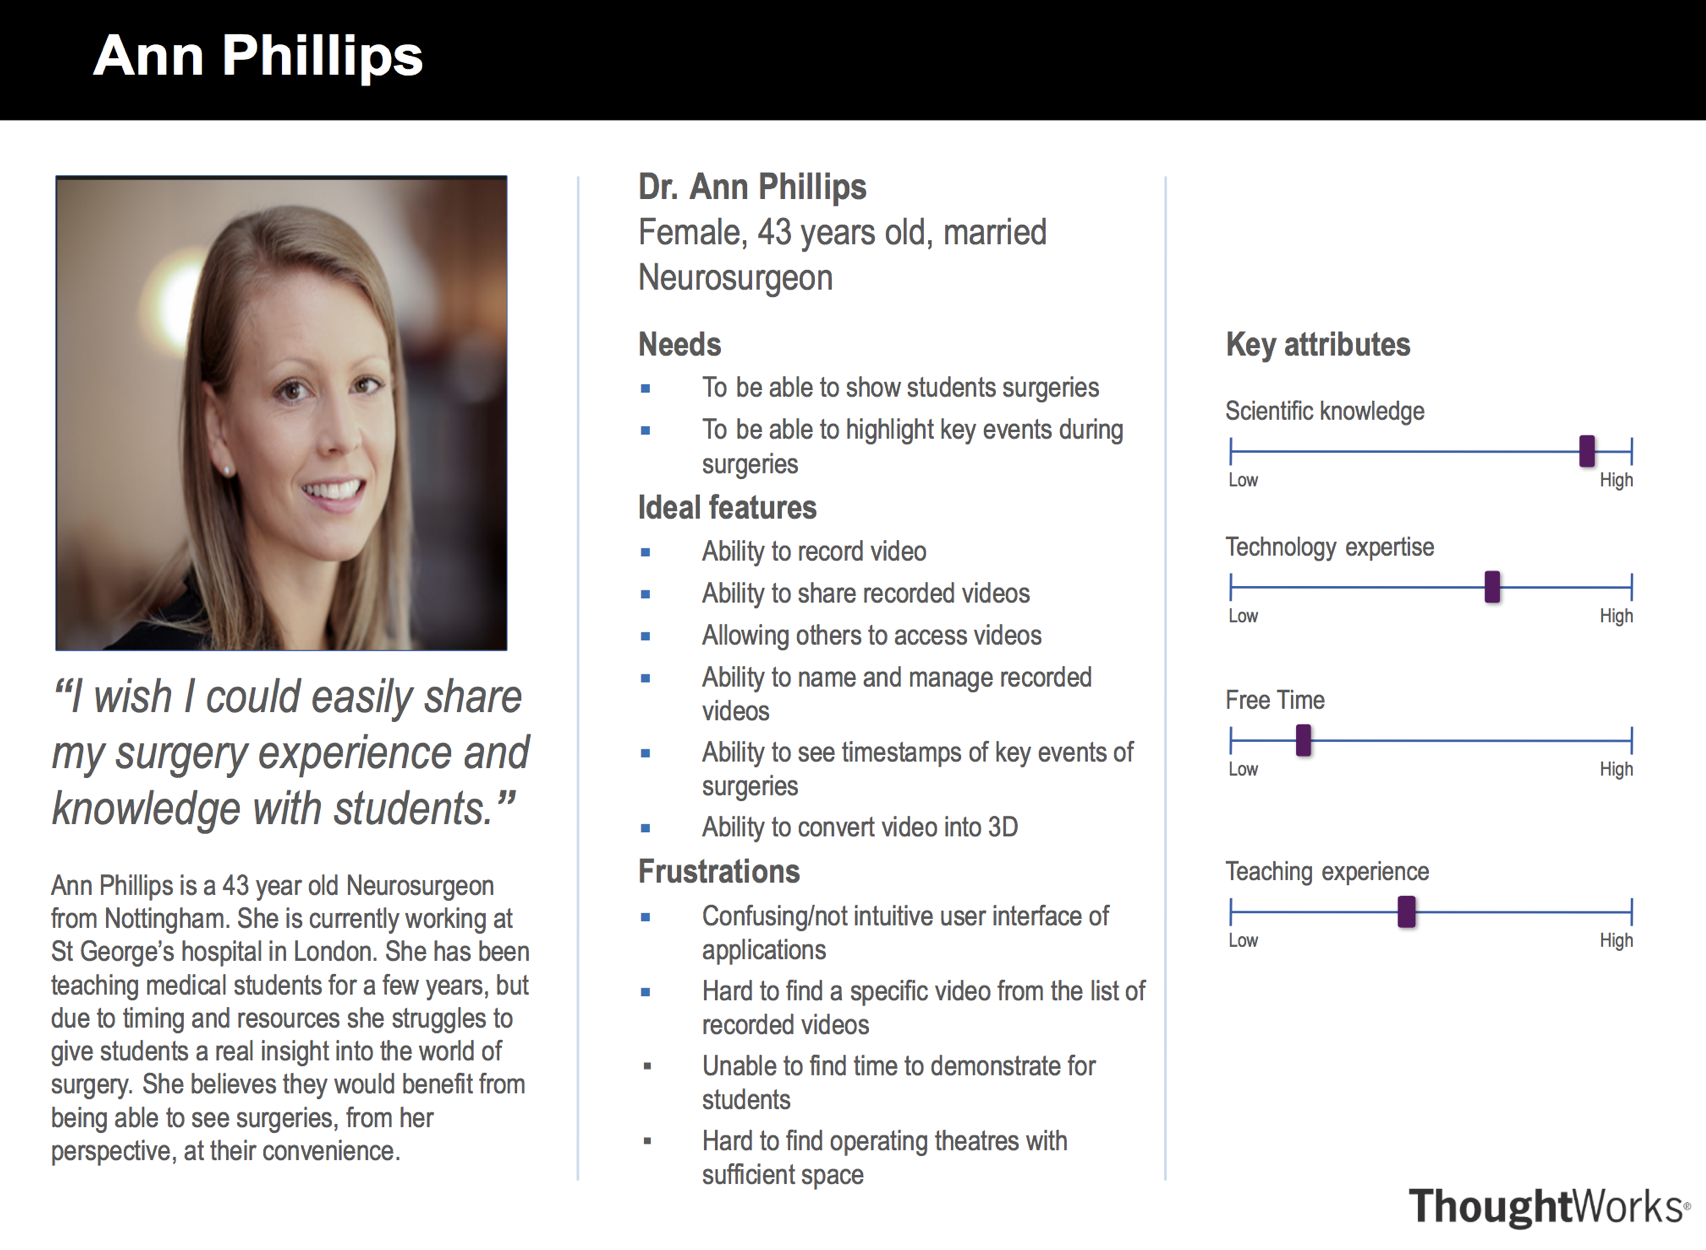 Ann Phillips
“I wish I could easily share
my surgery experience and
knowledge with students.”
Ann Phillips is a 43 year old Neurosurgeon
from Nottingham. She is currently working at
St George’s hospital in London. She has been
teaching medical students for a few years, but
due to timing and resources she struggles to
give students a real insight into the world of
surgery. She believes they would benefit from
being able to see surgeries, from her
perspective, at their convenience.
Dr. Ann Phillips
Female, 43 years old, married
Neurosurgeon
Needs
▪ To be able to show students surgeries
▪ To be able to highlight key events during
surgeries
Ideal features
▪ Ability to record video
▪ Ability to share recorded videos
▪ Allowing others to access videos
▪ Ability to name and manage recorded
videos
▪ Ability to see timestamps of key events of
surgeries
▪ Ability to convert video into 3D
Frustrations
▪ Confusing/not intuitive user interface of
applications
▪ Hard to find a specific video from the list of
recorded videos
▪ Unable to find time to demonstrate for
students
▪ Hard to find operating theatres with
sufficient space
Key attributes
Scientific knowledge
Low High
Technology expertise
Low High
Free Time
Low High
Teaching experience
Low High
ThoughtWorks®